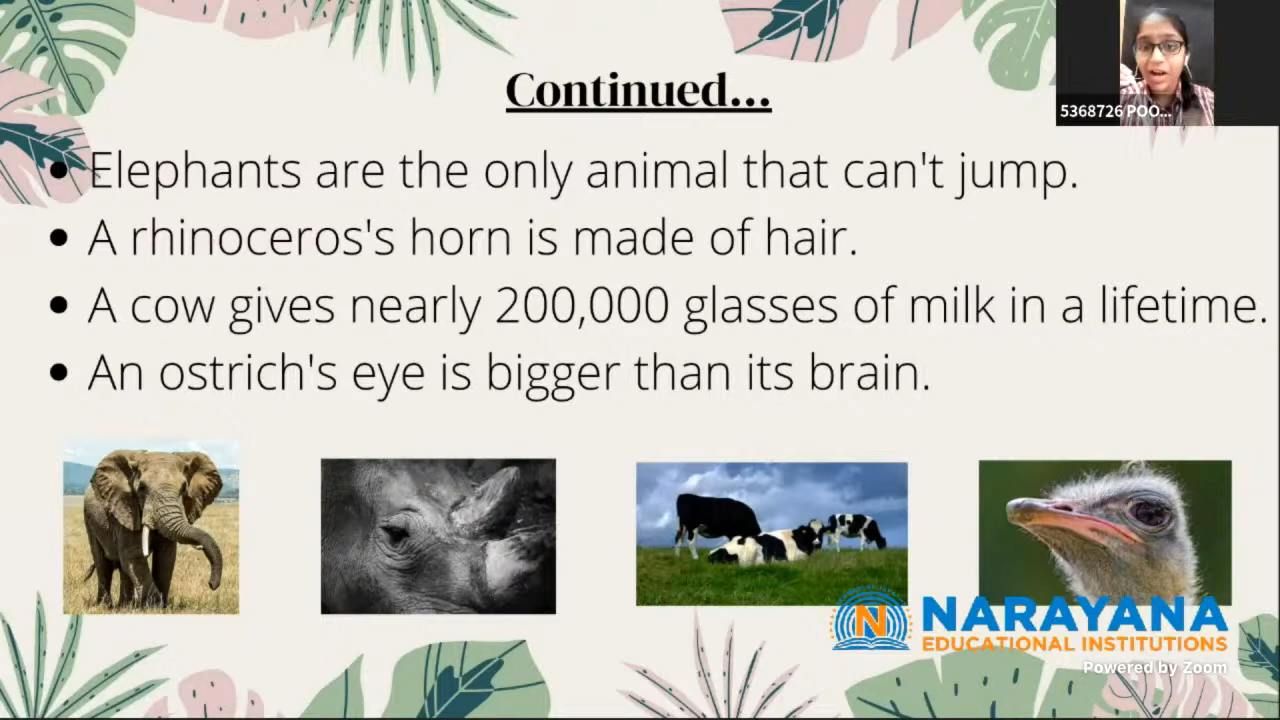 Continued...
5368726 POO...
• Elephants are the only animal that can't jump.
• A rhinoceros's horn is made of hair.
• A cow gives nearly 200,000 glasses of milk in a lifetime.
• An ostrich's eye is bigger than its brain.
N NARAYANA
EDUCATIONAL INSTITUTIONS
Powered by Zoom